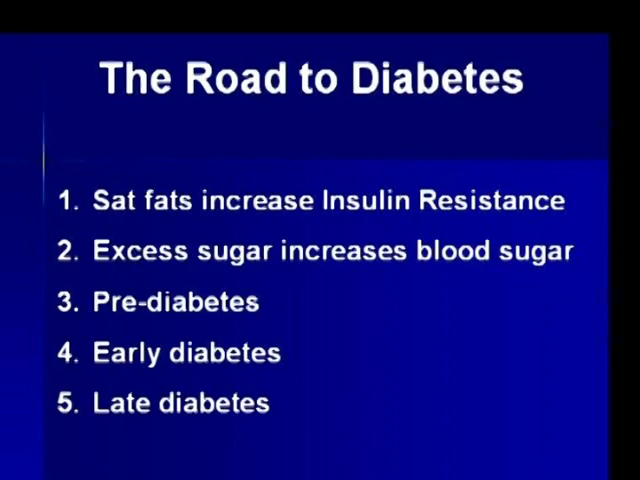 The Road to Diabetes
1. Sat fats increase Insulin Resistance
2. Excess sugar increases blood sugar
3. Pre-diabetes
4. Early diabetes
5. Late diabetes